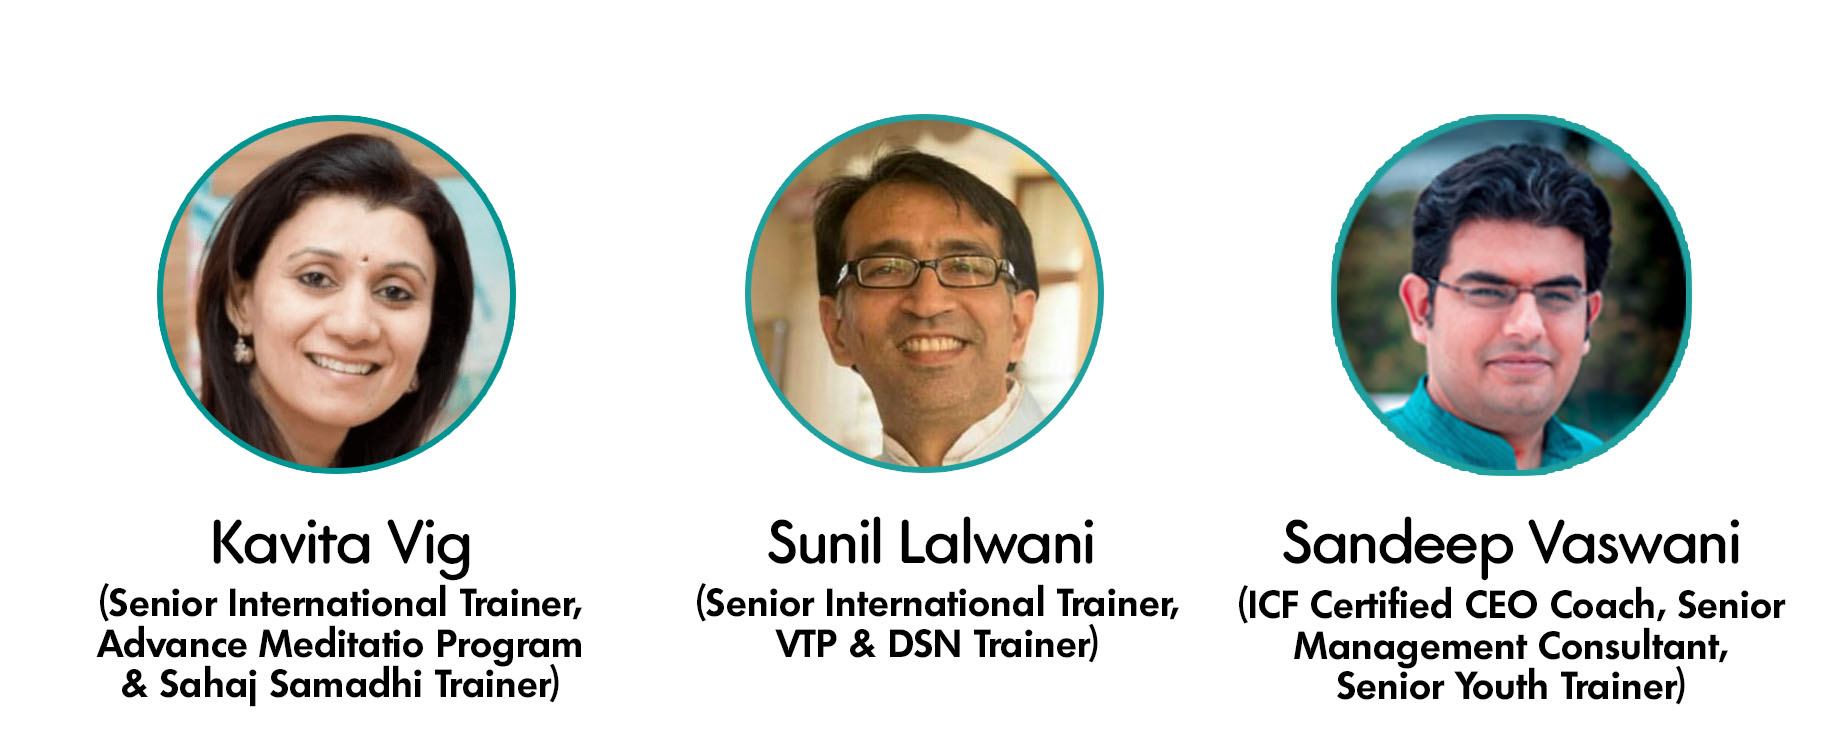 Kavita Vig
(Senior International Trainer,
Advance Meditatio Program
& Sahaj Samadhi Trainer)
Sunil Lalwani
(Senior International Trainer,
VTP & DSN Trainer)
Sandeep Vaswani
(ICF Certified CEO Coach, Senior
Management Consultant,
Senior Youth Trainer)